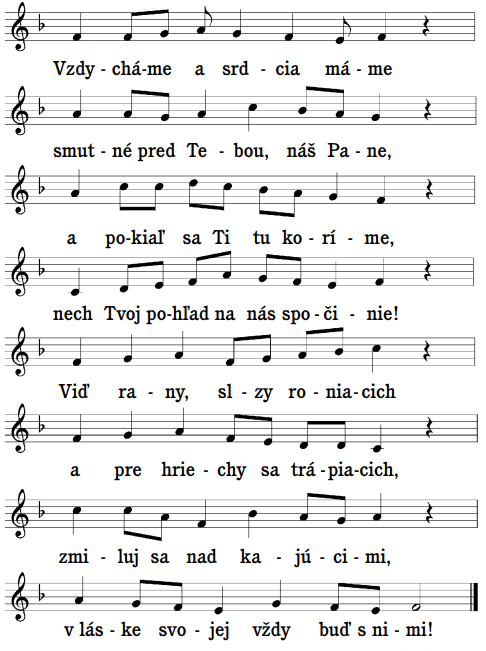 Vzdy - chá-me a srd - cia má - me
smut - né pred Te - bou, náš Pa - ne,
a po-kiaľ sa Ti tu ko - rí - me,
nech Tvoj po-hľad na nás spo - či - nie!
Viď ra - ny, sl - zy ro - nia-cich
a pre hrie - chy sa trá-pia-cich,
zmi - luj sa nad ka - jú - ci - mi,
v lás - ke svo - jej vždy buď s ni - mi!